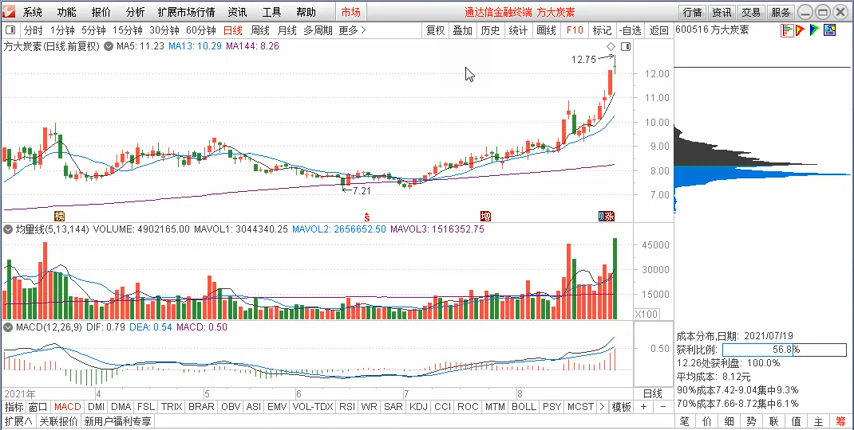 系统 功能 报价 分析 扩展市场行情 资讯 工具 帮助 市场 通达信金融终端 方大炭素 行情 资讯 交易 服务
分时 1分钟 5分钟 15分钟 30分钟 60分钟 日线 周线 月线 多周期 更多 > 复权 叠加 历史 统计 画线 F10 标记 -自选 返回
600516 方大炭素
方大炭素(日线.前复权) MA5: 11.23 MA13: 10.29 MA144: 8.26
12.75
12.00
11.00
10.00
9.00
8.00
7.00
7.21
榜 $ 增 涨
均量线(5,13,144) VOLUME: 4902165.00 MAVOL1: 3044340.25 MAVOL2: 2656652.50 MAVOL3: 1516352.75
45000
30000
15000
X100
MACD(12,26,9) DIF: 0.79 DEA: 0.54 MACD: 0.50
0.50
成本分布,日期: 2021/07/19
获利比例: 56.8%
12.26处获利盘: 100.0%
平均成本: 8.12元
90%成本7.42-9.04集中9.3%
70%成本7.66-8.72集中6.1%
2021年 4 5 6 7 8 日线
指标 窗口 MACD DMI DMA FSL TRIX BRAR OBV ASI EMV VOL-TDX RSI WR SAR KDJ CCI ROC MTM BOLL PSY MCST > 模板 + -
扩展∧ 关联报价 新用户福利专享
笔 价 细 势 联 值 主 筹